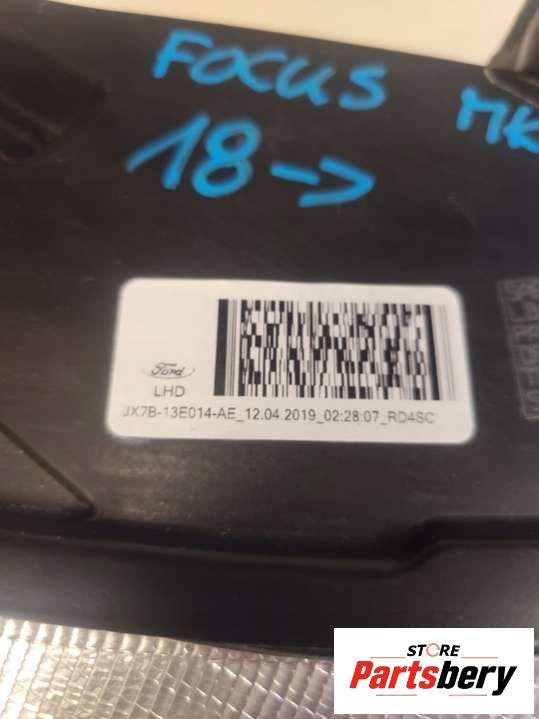 FOCUS MK
18->
Ford
LHD
JX7B-13E014-AE_12.04.2019_02:28:07_RD4SC
STORE
Partsbery